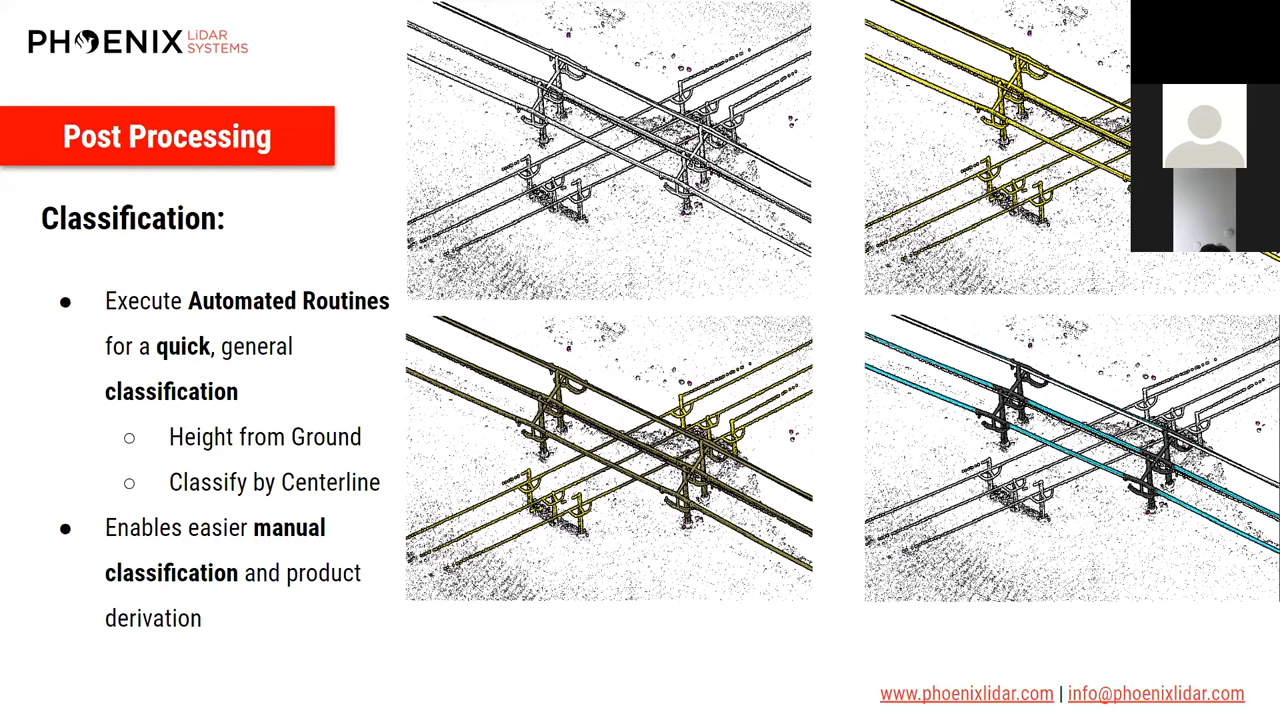 PHOENIX LiDAR SYSTEMS
Post Processing
Classification:
● Execute Automated Routines
for a quick, general
classification
○ Height from Ground
○ Classify by Centerline
● Enables easier manual
classification and product
derivation
www.phoenixlidar.com | info@phoenixlidar.com